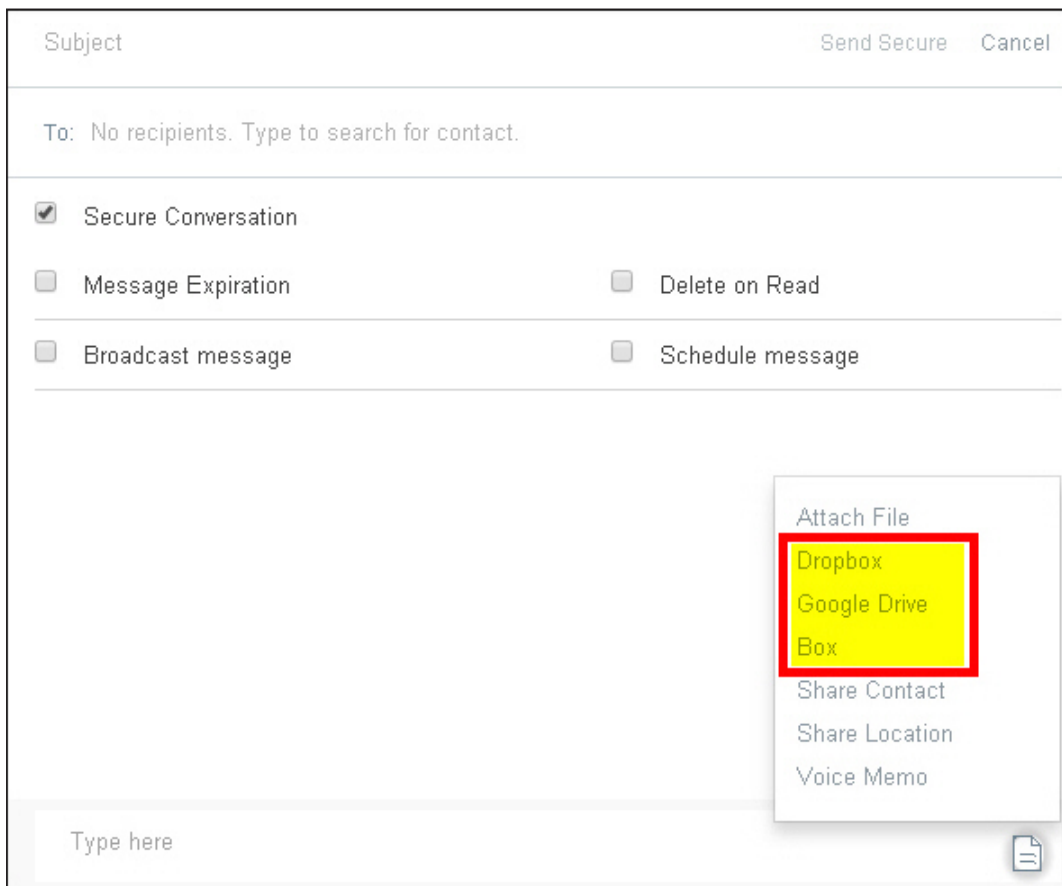 Subject Send Secure Cancel
To: No recipients. Type to search for contact.
Secure Conversation
Message Expiration Delete on Read
Broadcast message Schedule message
Attach File
Dropbox
Google Drive
Box
Share Contact
Share Location
Voice Memo
Type here